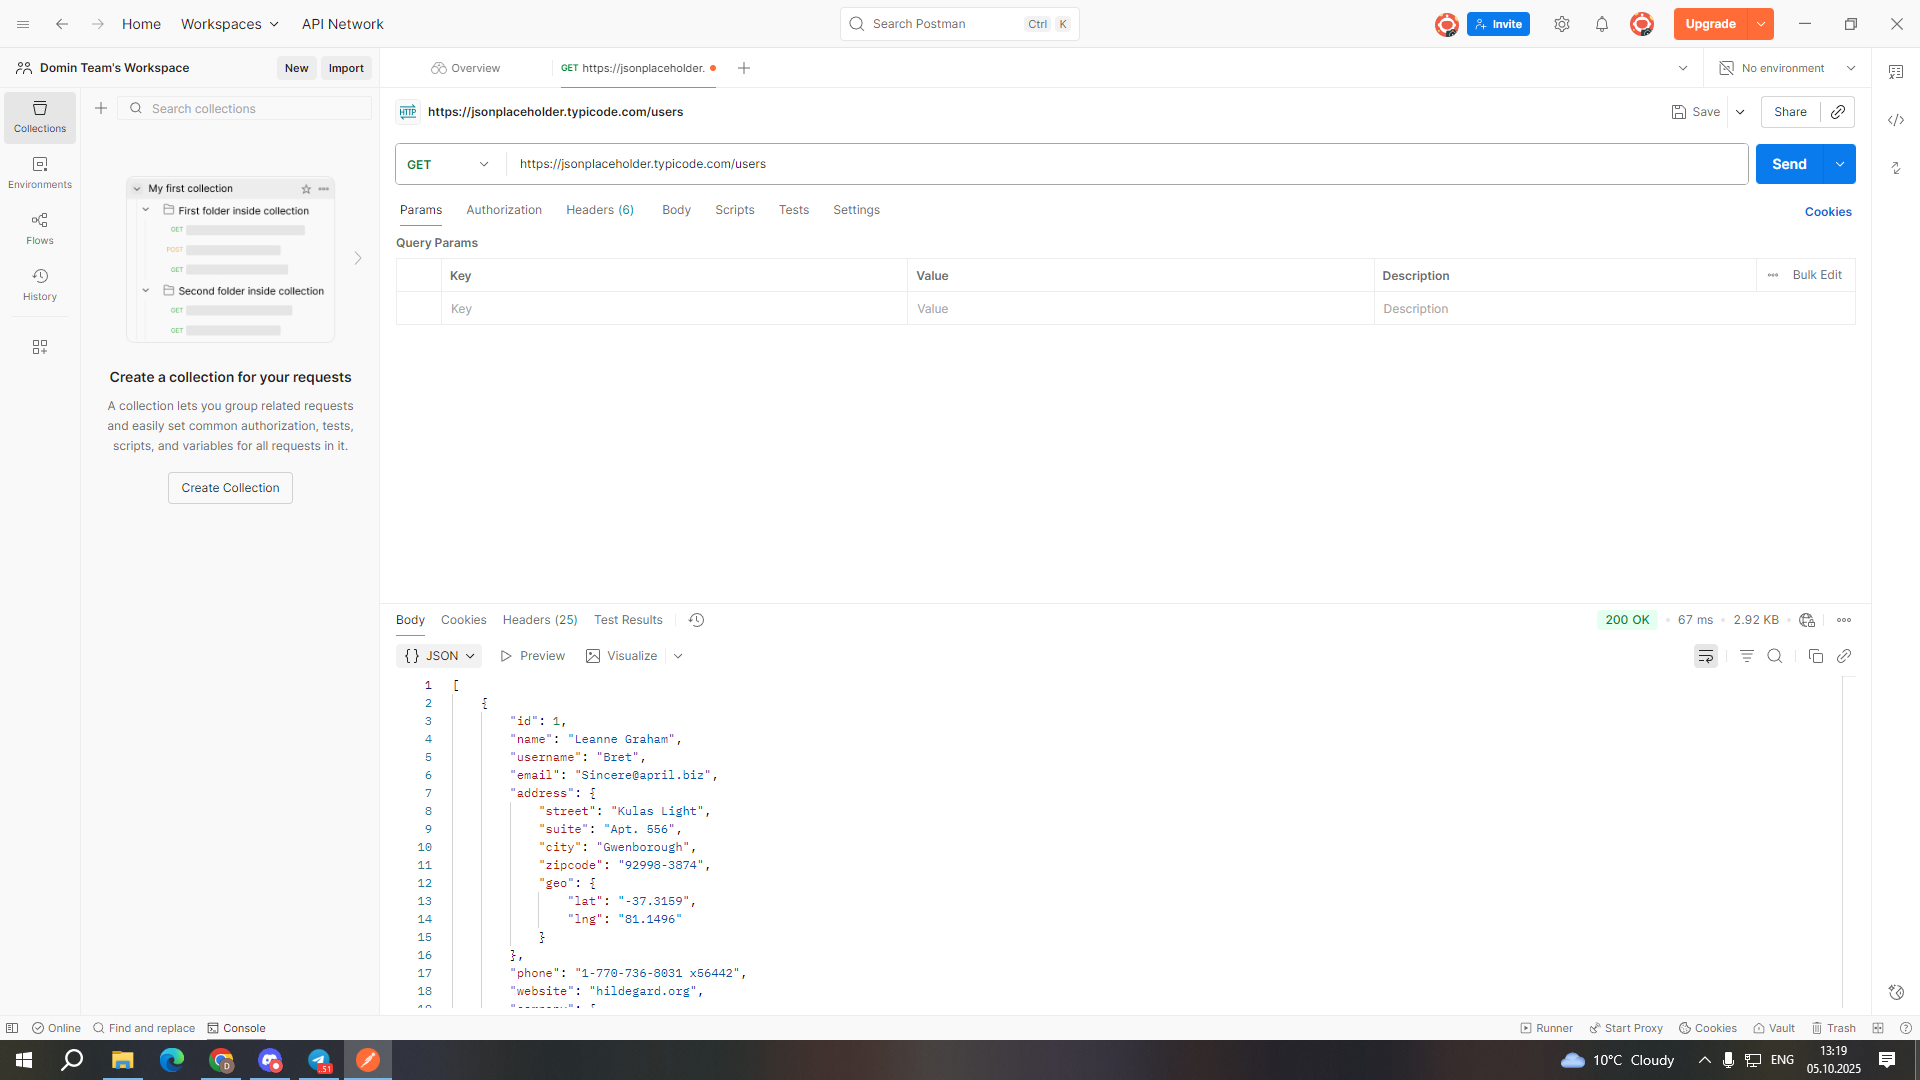 Home Workspaces API Network Search Postman Ctrl K Invite Upgrade
Domin Team's Workspace New Import Overview GET https://jsonplaceholder. No environment
Search collections
Collections
Environments
Flows
History
My first collection
First folder inside collection
GET
POST
GET
Second folder inside collection
GET
GET
Create a collection for your requests
A collection lets you group related requests
and easily set common authorization, tests,
scripts, and variables for all requests in it.
Create Collection
HTTP https://jsonplaceholder.typicode.com/users Save Share
GET https://jsonplaceholder.typicode.com/users Send
Params Authorization Headers (6) Body Scripts Tests Settings Cookies
Query Params
Key Value Description Bulk Edit
Key Value Description
Body Cookies Headers (25) Test Results 200 OK 67 ms 2.92 KB
{} JSON Preview Visualize
1 [
2 {
3 "id": 1,
4 "name": "Leanne Graham",
5 "username": "Bret",
6 "email": "Sincere@april.biz",
7 "address": {
8 "street": "Kulas Light",
9 "suite": "Apt. 556",
10 "city": "Gwenborough",
11 "zipcode": "92998-3874",
12 "geo": {
13 "lat": "-37.3159",
14 "lng": "81.1496"
15 }
16 },
17 "phone": "1-770-736-8031 x56442",
18 "website": "hildegard.org",
Online Find and replace Console Runner Start Proxy Cookies Vault Trash
D 51 10°C Cloudy ENG 13:19
05.10.2025